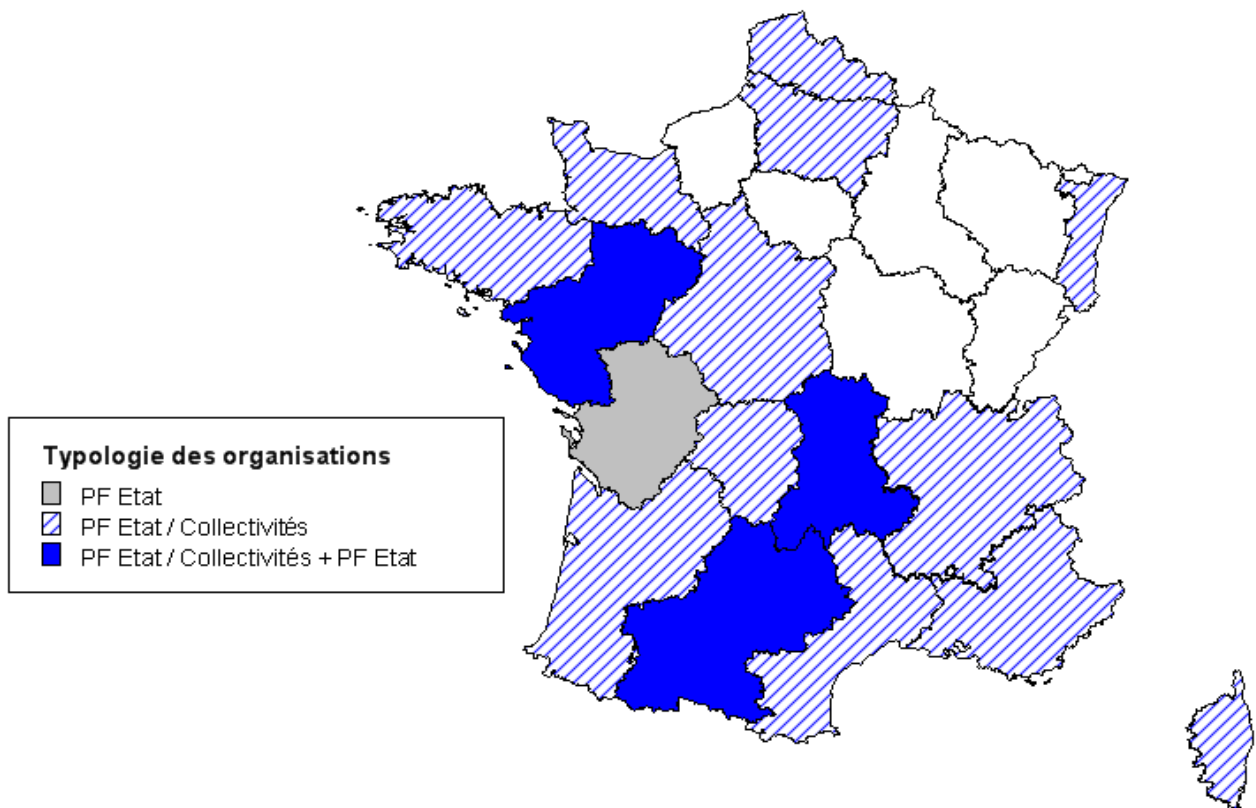 Typologie des organisations
PF Etat
PF Etat / Collectivités
PF Etat / Collectivités + PF Etat